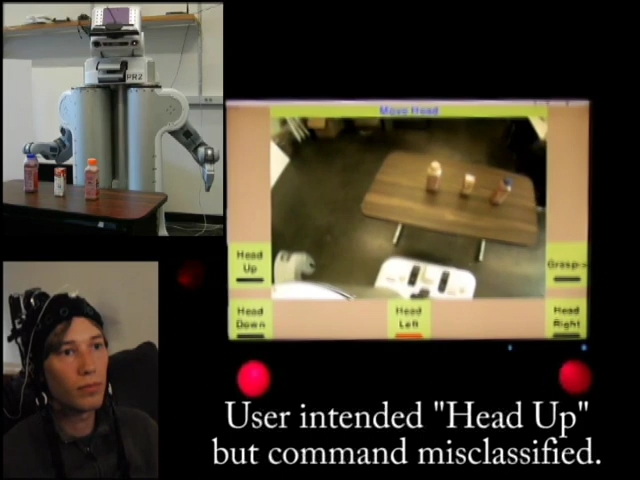 PR2
Move Head
Head
Up
Grasp->
Head
Down
Head
Left
Head
Right
User intended "Head Up"
but command misclassified.